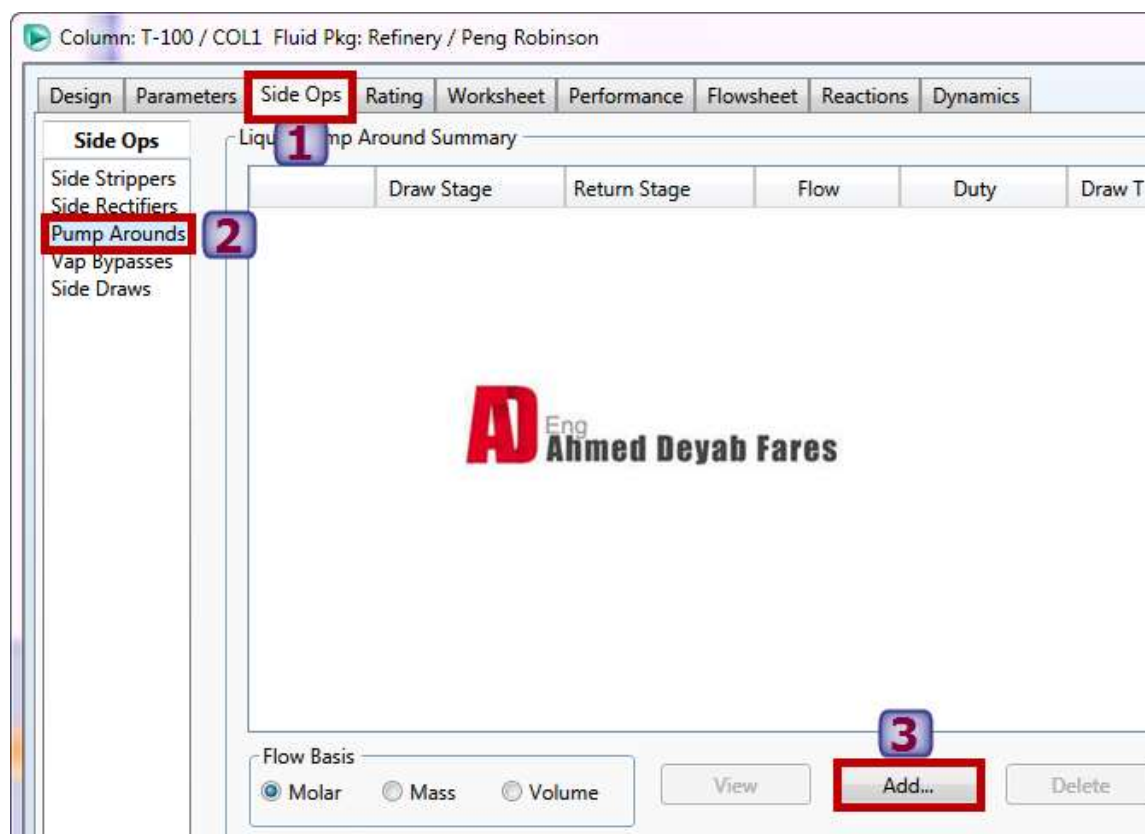 Column: T-100 / COL1 Fluid Pkg: Refinery / Peng Robinson
Design Parameters Side Ops Rating Worksheet Performance Flowsheet Reactions Dynamics
1
Side Ops
Side Strippers
Side Rectifiers
Pump Arounds
Vap Bypasses
Side Draws
2
Around Summary
Draw Stage Return Stage Flow Duty Draw T
AD Eng
Ahmed Deyab Fares
3
Flow Basis
Molar Mass Volume
View Add... Delete